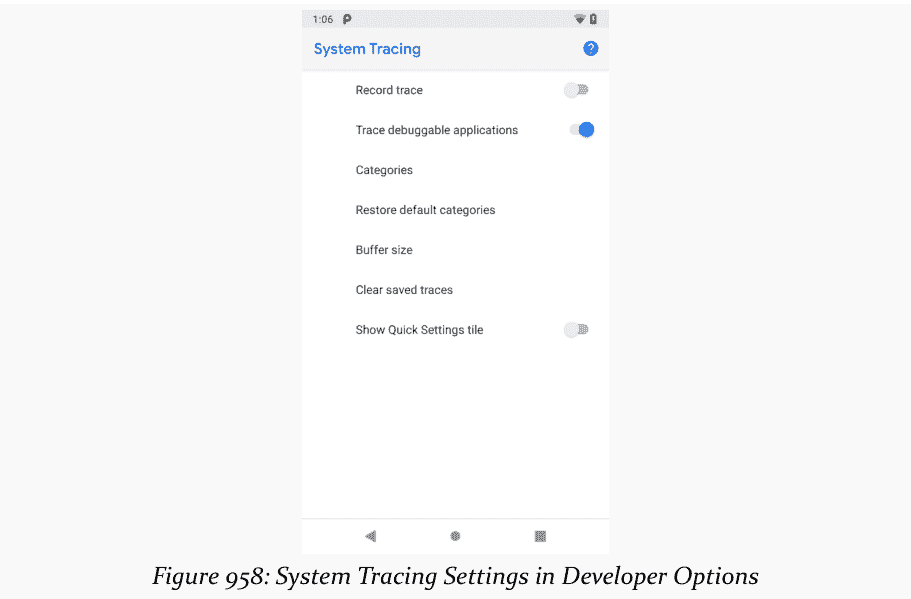 1:06
System Tracing
Record trace
Trace debuggable applications
Categories
Restore default categories
Buffer size
Clear saved traces
Show Quick Settings tile
Figure 958: System Tracing Settings in Developer Options